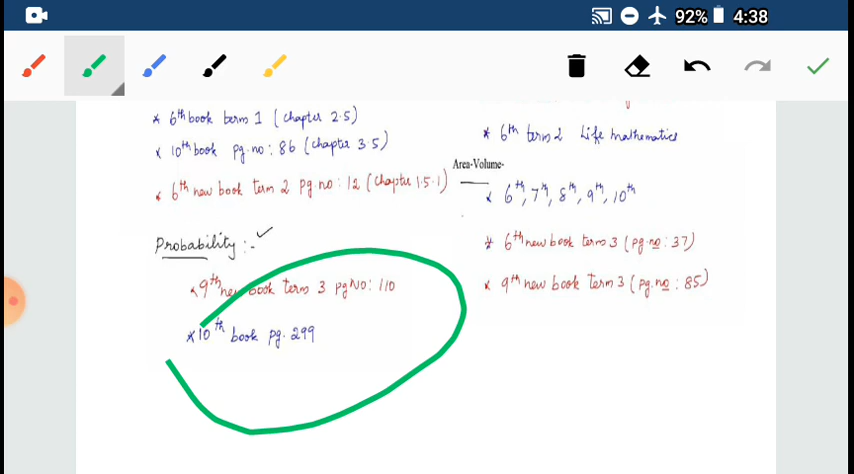 92% 4:38
* 6th book term 1 (chapter 2.5)
* 10th book pg.no : 86 (chapter 3.5)
* 6th new book term 2 pg.no : 12 (chapter 1.5.1)
Probability :-
* 9th new book term 3 pg No: 110
* 10th book pg. 299
* 6th term 2 Life mathematics
Area-Volume-
* 6th, 7th, 8th, 9th, 10th
* 6th new book term 3 (pg.no : 37)
* 9th new book Term 3 (pg.no : 85)